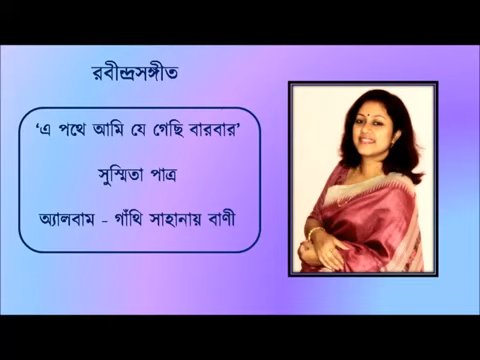 রবীন্দ্রসঙ্গীত
‘এ পথে আমি যে গেছি বারবার’
সুস্মিতা পাত্র
অ্যালবাম - গাঁথি সাহানায় বাণী